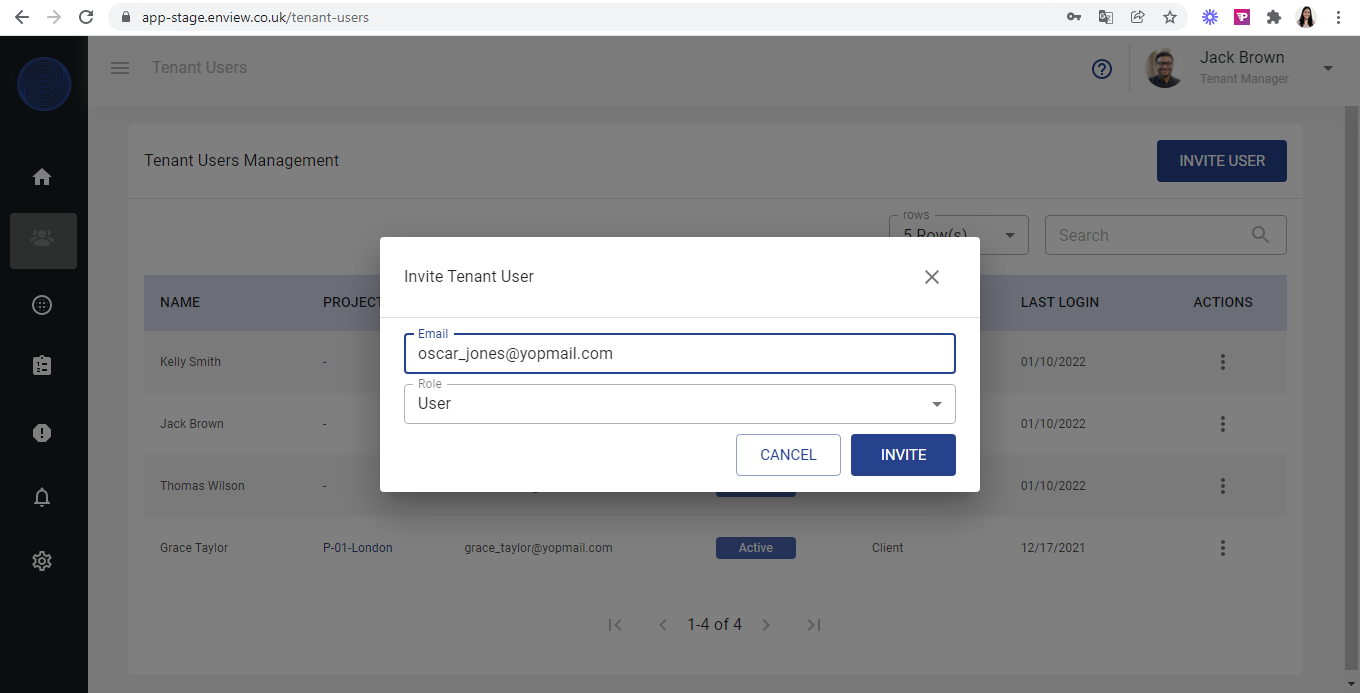 app-stage.enview.co.uk/tenant-users
Tenant Users
Jack Brown
Tenant Manager
Tenant Users Management
INVITE USER
rows
5 Row(s)
Search
NAME PROJECT LAST LOGIN ACTIONS
Invite Tenant User
Email
oscar_jones@yopmail.com
Role
User
CANCEL INVITE
Kelly Smith - 01/10/2022
Jack Brown - 01/10/2022
Thomas Wilson - 01/10/2022
Grace Taylor P-01-London grace_taylor@yopmail.com Active Client 12/17/2021
1-4 of 4